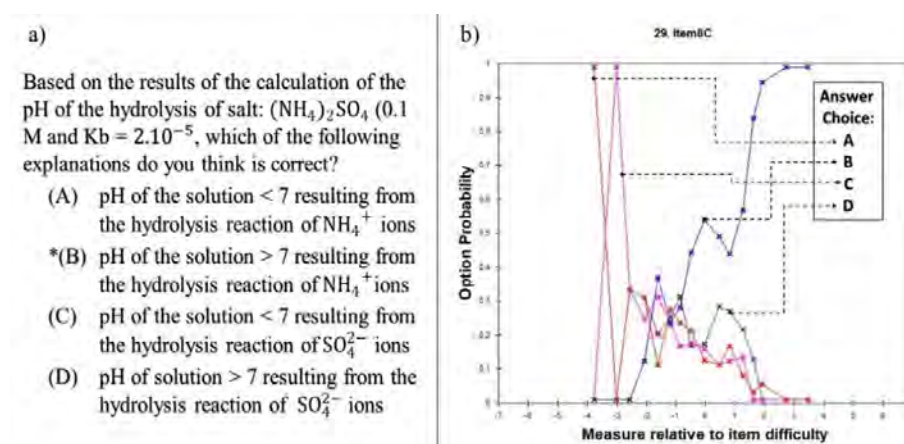 a)
Based on the results of the calculation of the
pH of the hydrolysis of salt: (NH₄)₂SO₄ (0.1
M and Kb = 2.10⁻⁵, which of the following
explanations do you think is correct?
(A) pH of the solution < 7 resulting from
the hydrolysis reaction of NH₄⁺ ions
*(B) pH of the solution > 7 resulting from
the hydrolysis reaction of NH₄⁺ ions
(C) pH of the solution < 7 resulting from
the hydrolysis reaction of SO₄²⁻ ions
(D) pH of solution > 7 resulting from the
hydrolysis reaction of SO₄²⁻ ions
b)
29. Item8C
Option Probability
Answer
Choice:
A
B
C
D
Measure relative to item difficulty